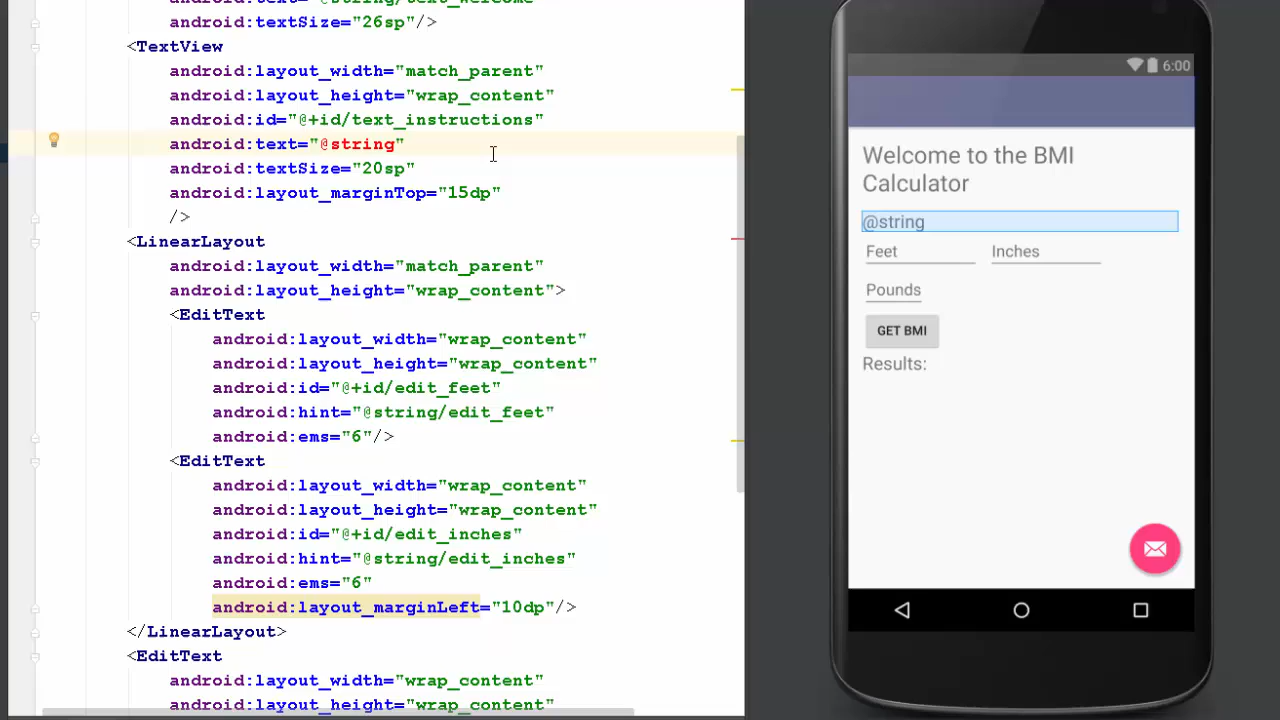 android:textSize="26sp"/>
<TextView
android:layout_width="match_parent"
android:layout_height="wrap_content"
android:id="@+id/text_instructions"
android:text="@string"
android:textSize="20sp"
android:layout_marginTop="15dp"
/>
<LinearLayout
android:layout_width="match_parent"
android:layout_height="wrap_content">
<EditText
android:layout_width="wrap_content"
android:layout_height="wrap_content"
android:id="@+id/edit_feet"
android:hint="@string/edit_feet"
android:ems="6"/>
<EditText
android:layout_width="wrap_content"
android:layout_height="wrap_content"
android:id="@+id/edit_inches"
android:hint="@string/edit_inches"
android:ems="6"
android:layout_marginLeft="10dp"/>
</LinearLayout>
<EditText
android:layout_width="wrap_content"
android:layout_height="wrap_content"
6:00
Welcome to the BMI
Calculator
@string
Feet Inches
Pounds
GET BMI
Results: